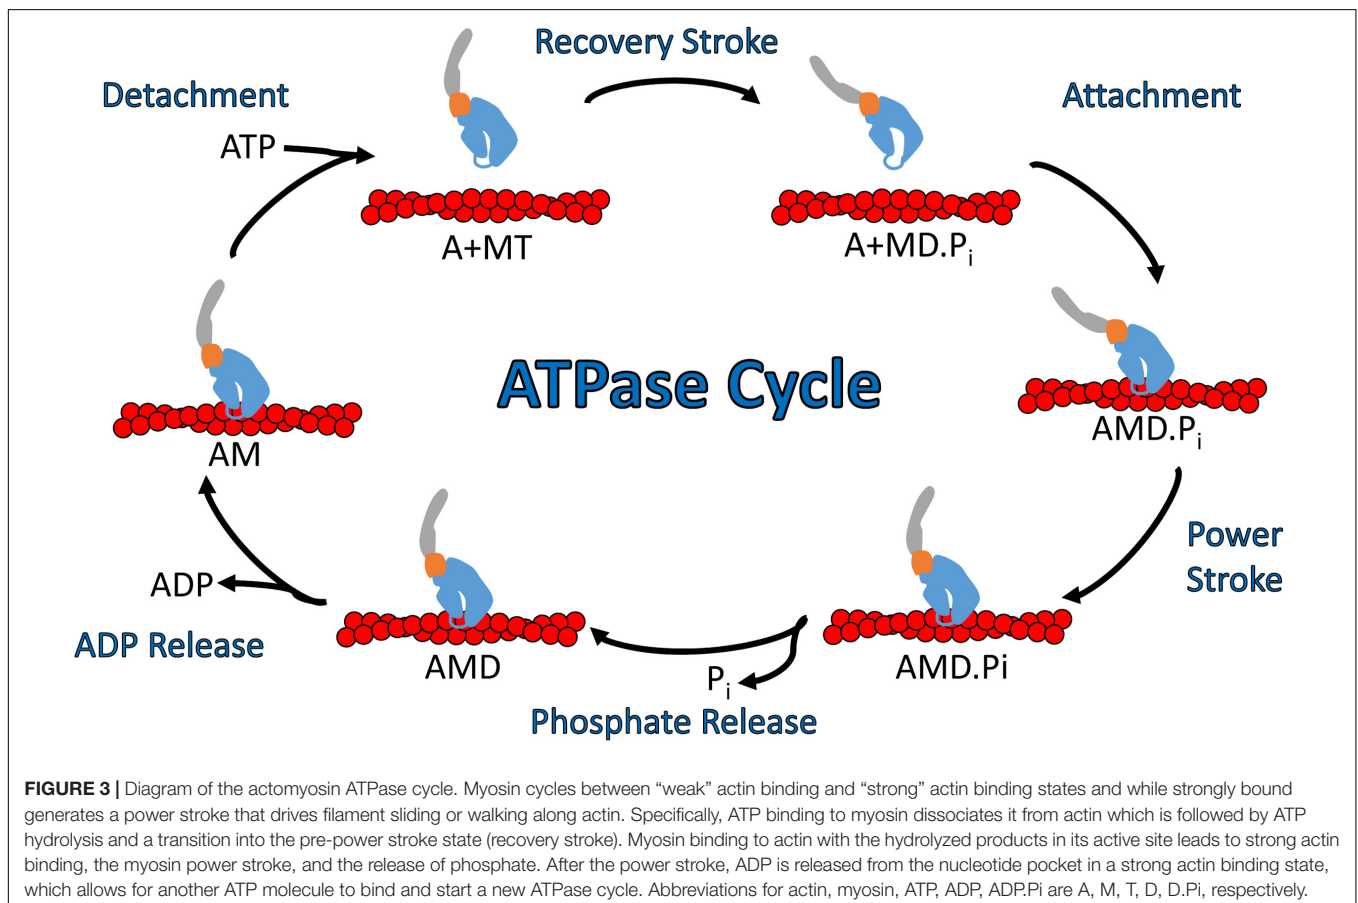 Recovery Stroke
Detachment
Attachment
ATP
A+MT
A+MD.Pi
ATPase Cycle
AM
AMD.Pi
Power
Stroke
ADP
ADP Release
AMD
AMD.Pi
Pi
Phosphate Release
FIGURE 3 | Diagram of the actomyosin ATPase cycle. Myosin cycles between “weak” actin binding and “strong” actin binding states and while strongly bound
generates a power stroke that drives filament sliding or walking along actin. Specifically, ATP binding to myosin dissociates it from actin which is followed by ATP
hydrolysis and a transition into the pre-power stroke state (recovery stroke). Myosin binding to actin with the hydrolyzed products in its active site leads to strong actin
binding, the myosin power stroke, and the release of phosphate. After the power stroke, ADP is released from the nucleotide pocket in a strong actin binding state,
which allows for another ATP molecule to bind and start a new ATPase cycle. Abbreviations for actin, myosin, ATP, ADP, ADP.Pi are A, M, T, D, D.Pi, respectively.